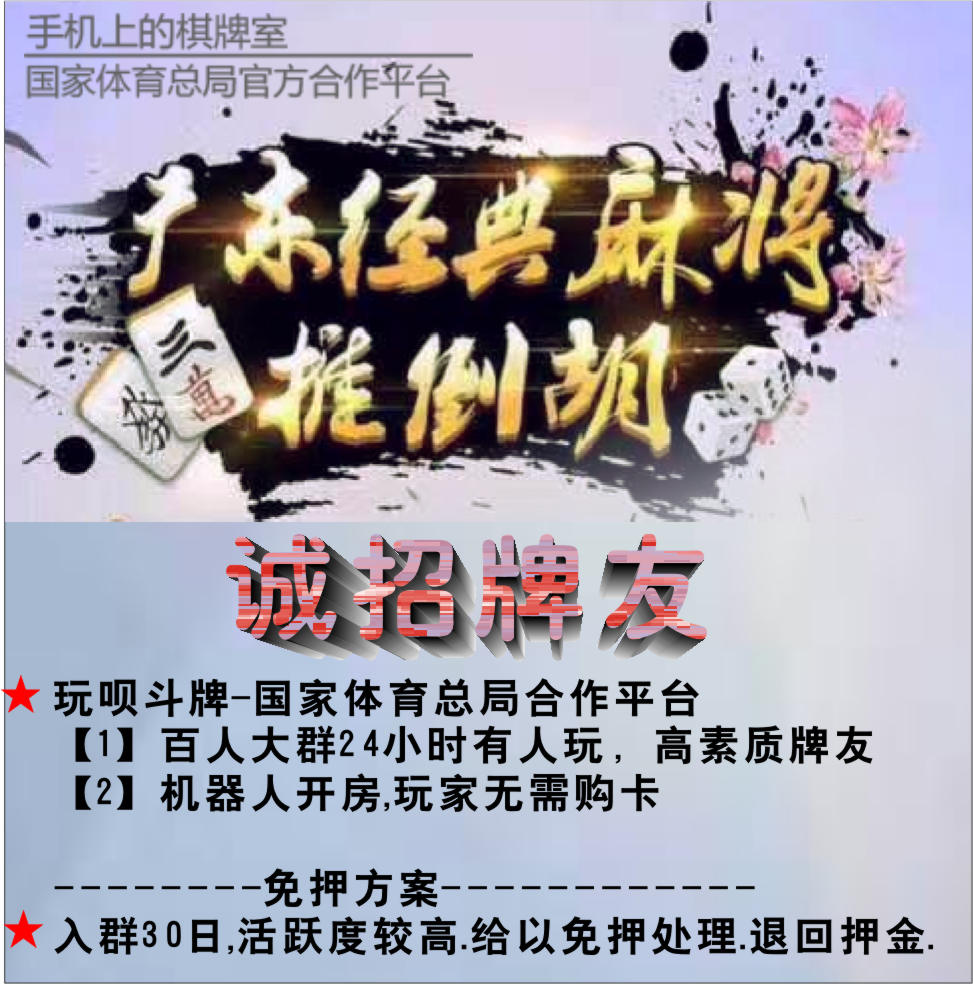 手机上的棋牌室
国家体育总局官方合作平台
广东经典麻将
推倒胡
三萬
發
诚招牌友
★ 玩呗斗牌-国家体育总局合作平台
【1】百人大群24小时有人玩，高素质牌友
【2】机器人开房,玩家无需购卡
--------免押方案------------
★ 入群30日,活跃度较高.给以免押处理.退回押金.